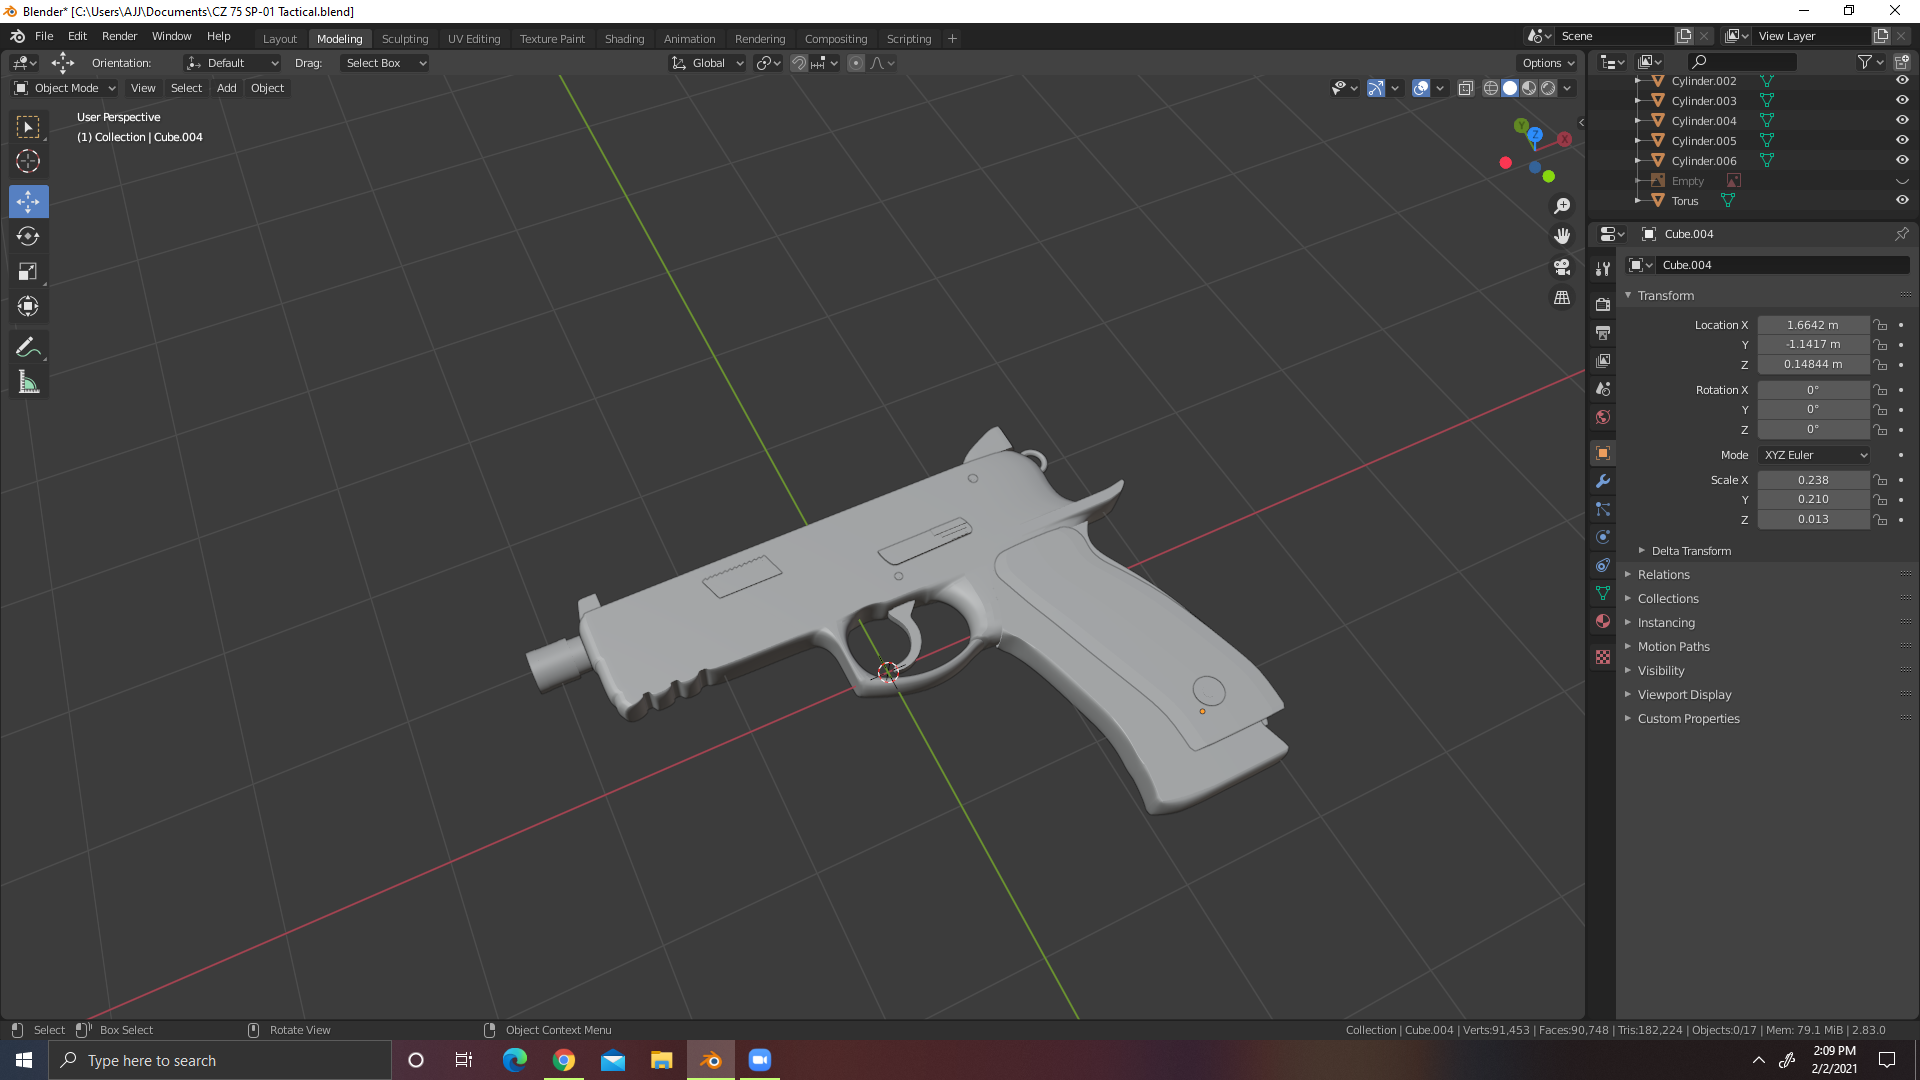 Blender* [C:\Users\AJJ\Documents\CZ 75 SP-01 Tactical.blend]
File Edit Render Window Help Layout Modeling Sculpting UV Editing Texture Paint Shading Animation Rendering Compositing Scripting + Scene View Layer
Orientation: Default Drag: Select Box Global Options
Object Mode View Select Add Object
User Perspective
(1) Collection | Cube.004
Y Z X
Cylinder.002
Cylinder.003
Cylinder.004
Cylinder.005
Cylinder.006
Empty
Torus
Cube.004
Cube.004
Transform
Location X 1.6642 m
Y -1.1417 m
Z 0.14844 m
Rotation X 0°
Y 0°
Z 0°
Mode XYZ Euler
Scale X 0.238
Y 0.210
Z 0.013
Delta Transform
Relations
Collections
Instancing
Motion Paths
Visibility
Viewport Display
Custom Properties
Select Box Select Rotate View Object Context Menu Collection | Cube.004 | Verts:91,453 | Faces:90,748 | Tris:182,224 | Objects:0/17 | Mem: 79.1 MiB | 2.83.0
Type here to search
2:09 PM
2/2/2021